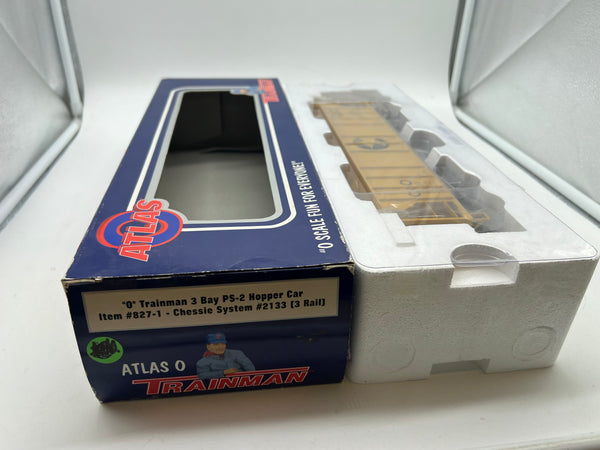 TRAINMAN
ATLAS O
"O SCALE FUN FOR EVERYONE!"
"O" Trainman 3 Bay PS-2 Hopper Car
Item #827-1 - Chessie System #2133 (3 Rail)
ATLAS O
TRAINMAN
C&O